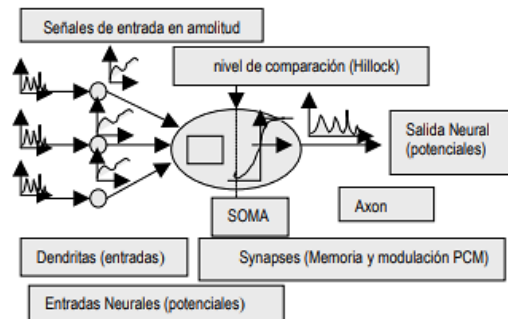 Señales de entrada en amplitud
nivel de comparación (Hillock)
Salida Neural
(potenciales)
SOMA
Axon
Dendritas (entradas)
Synapses (Memoria y modulación PCM)
Entradas Neurales (potenciales)